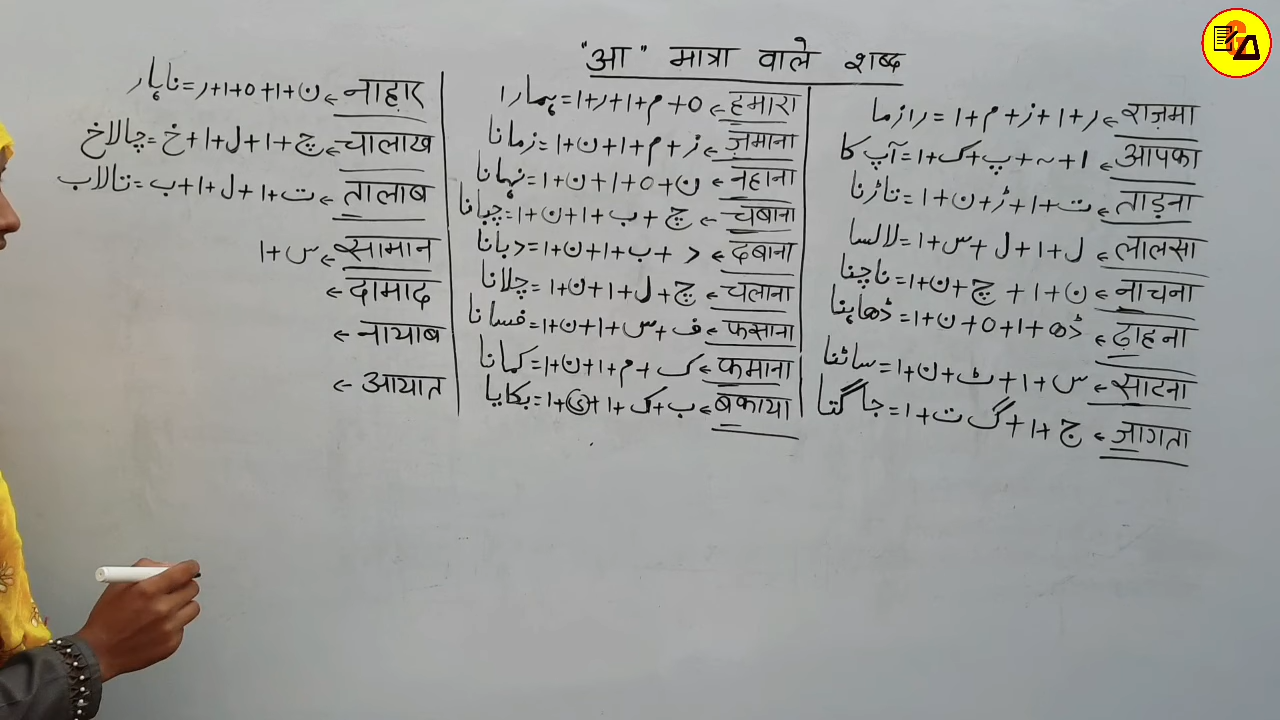 "आ" मात्रा वाले शब्द
राज़मा ← ر+ا+ز+م+ا=رازما
आपका ← ا+~+پ+ک+ا=آپ کا
ताड़ना ← ت+ا+ڑ+ن+ا=تاڑنا
लालसा ← ل+ا+ل+س+ا=لالسا
नाचना ← ن+ا+چ+ن+ا=ناچنا
ढ़ाहना ← ڈھ+ا+ہ+ن+ا=ڈھاہنا
साटना ← س+ا+ٹ+ن+ا=ساٹنا
जागता ← ج+ا+گ+ت+ا=جاگتا
हमारा ← ہ+م+ا+ر+ا=ہمارا
ज़माना ← ز+م+ا+ن+ا=زمانا
नहाना ← ن+ہ+ا+ن+ا=نہانا
चबाना ← چ+ب+ا+ن+ا=چبانا
दबाना ← د+ب+ا+ن+ا=دبانا
चलाना ← چ+ل+ا+ن+ا=چلانا
फसाना ← ف+س+ا+ن+ا=فسانا
कमाना ← ک+م+ا+ن+ا=کمانا
बकाया ← ب+ک+ا+ی+ا=بکایا
नाहार ← ن+ا+ہ+ا+ر=ناہار
चालाख ← چ+ا+ل+ا+خ=چالاخ
तालाब ← ت+ا+ل+ا+ب=تالاب
सामान ← س+ا
दामाद ←
नायाब ←
आयात ←